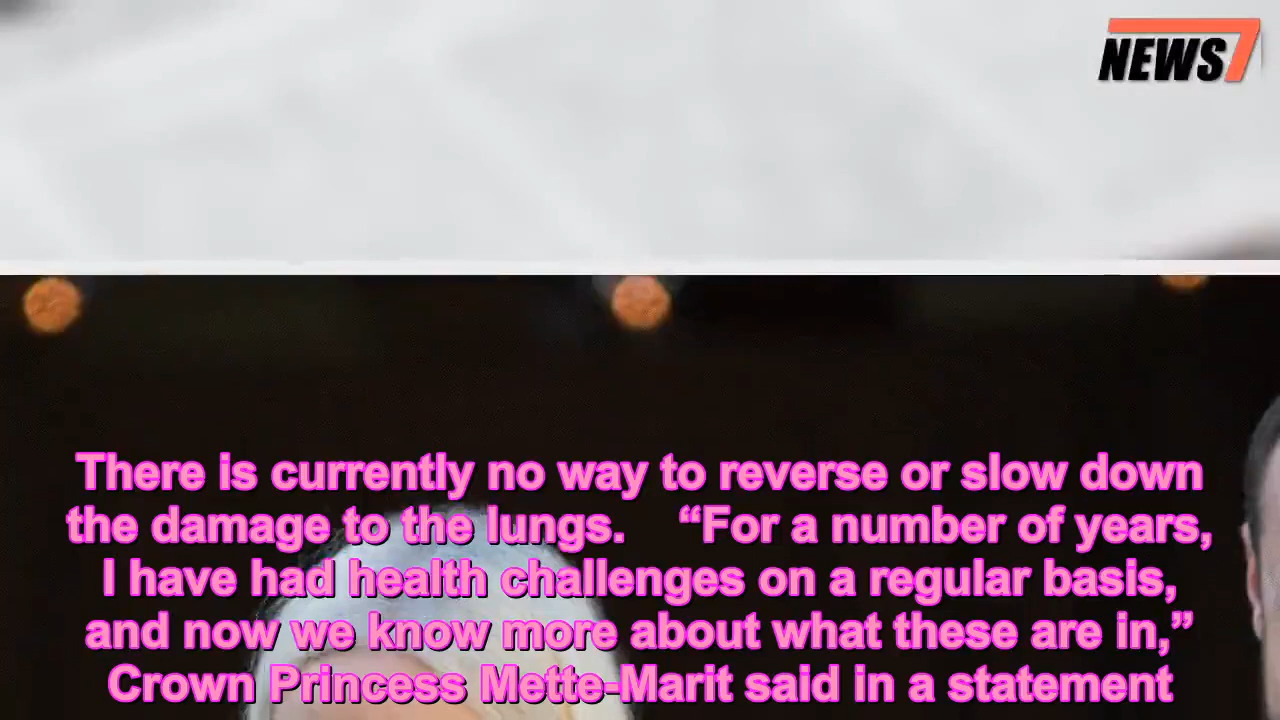 NEWS7
There is currently no way to reverse or slow down
the damage to the lungs. “For a number of years,
I have had health challenges on a regular basis,
and now we know more about what these are in,”
Crown Princess Mette-Marit said in a statement